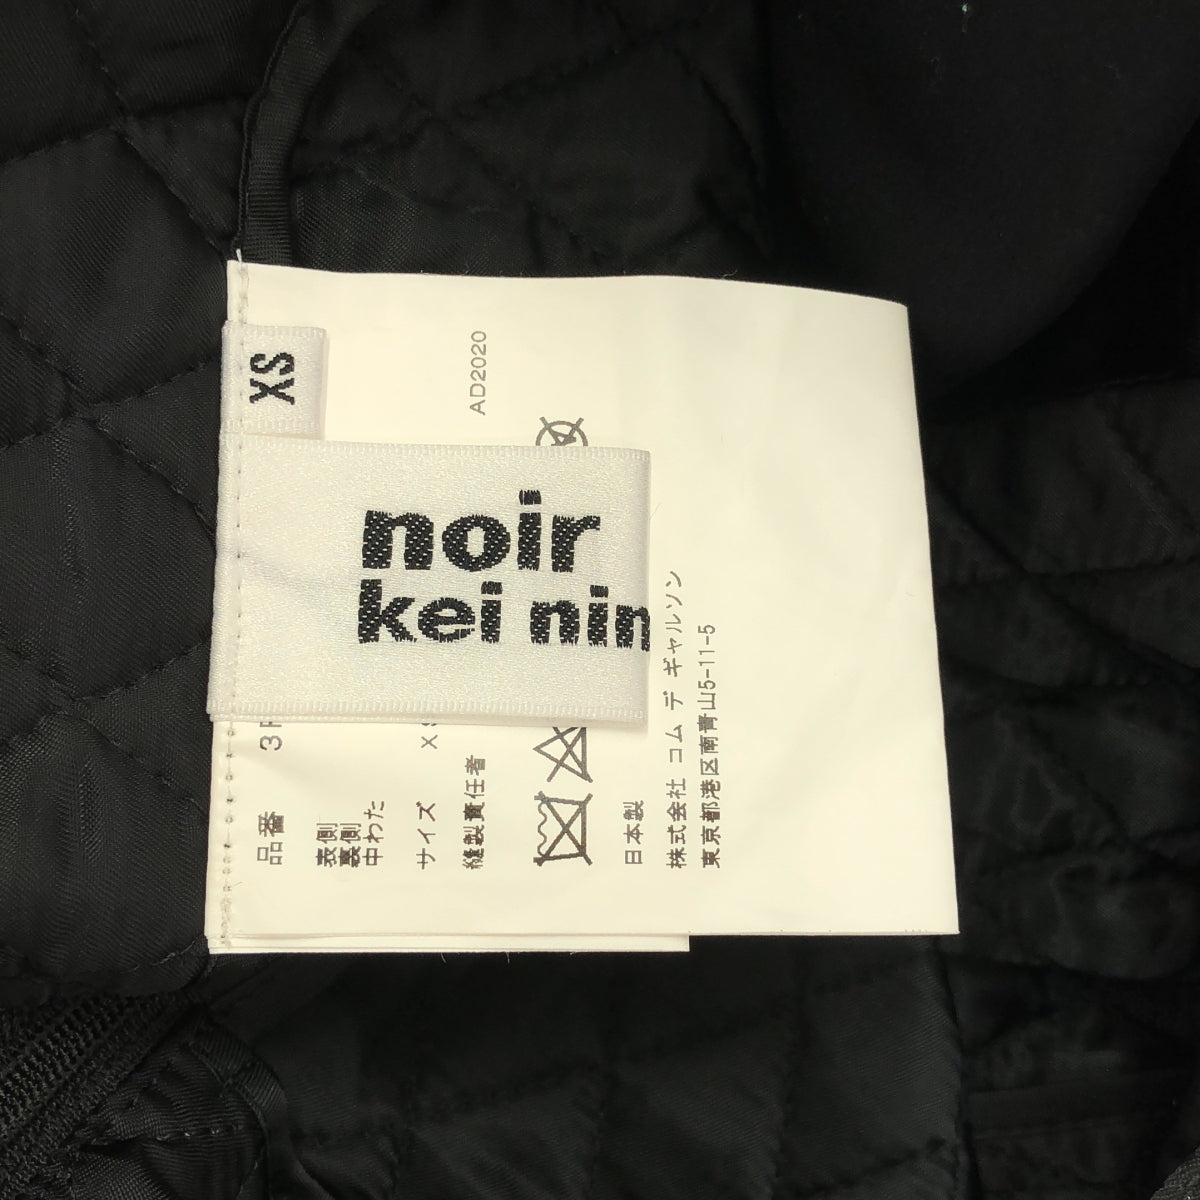 XS
AD2020
noir
kei nin
品番 3
表側
裏側
中わた
サイズ XS
縫製責任者
日本製
株式会社 コム デ ギャルソン
東京都港区南青山5-11-5